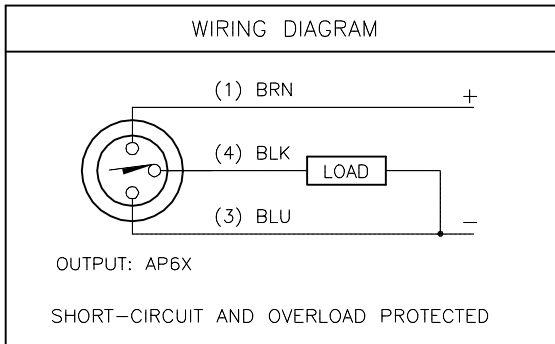 WIRING DIAGRAM
(1) BRN
+
(4) BLK
LOAD
(3) BLU
−
OUTPUT: AP6X
SHORT-CIRCUIT AND OVERLOAD PROTECTED